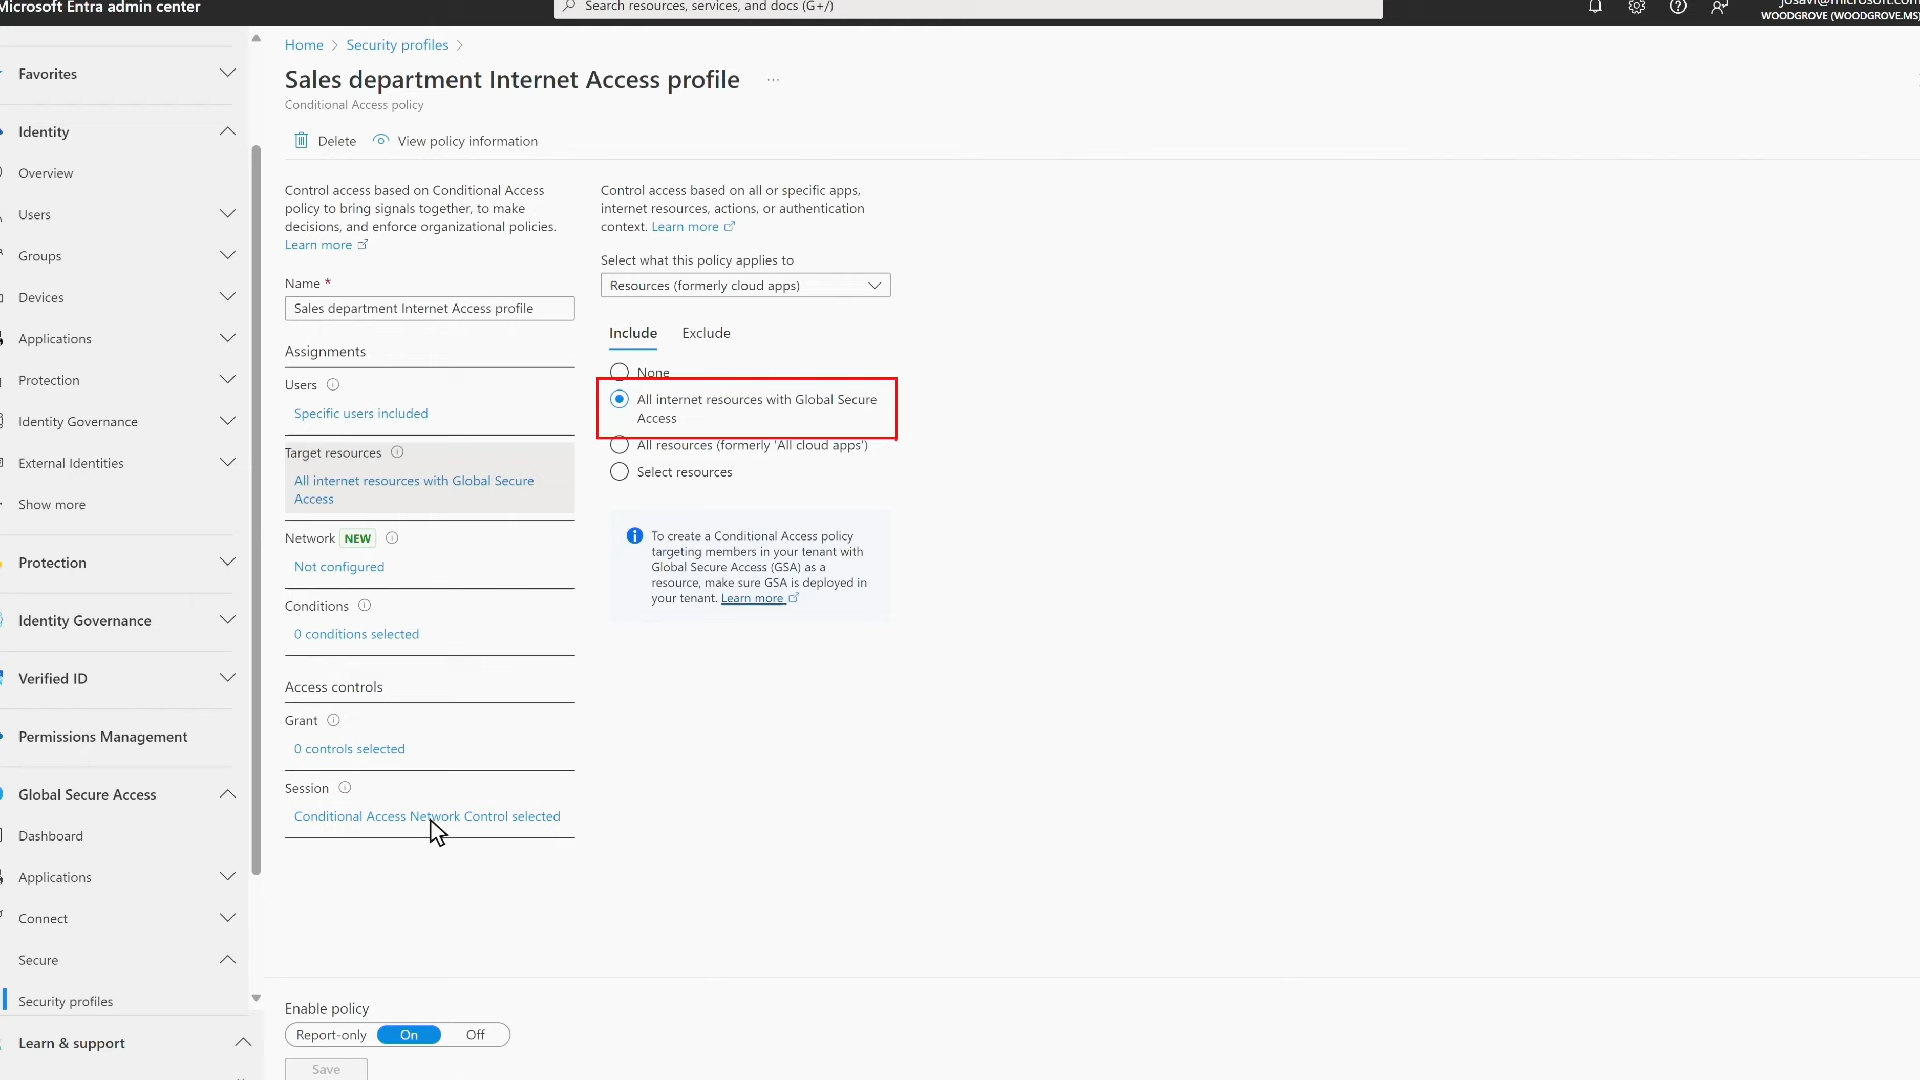 Microsoft Entra admin center
Search resources, services, and docs (G+/)
WOODGROVE (WOODGROVE.MS)
Favorites
Identity
Overview
Users
Groups
Devices
Applications
Protection
Identity Governance
External Identities
Show more
Protection
Identity Governance
Verified ID
Permissions Management
Global Secure Access
Dashboard
Applications
Connect
Secure
Security profiles
Learn & support
Home > Security profiles >
Sales department Internet Access profile ...
Conditional Access policy
Delete View policy information
Control access based on Conditional Access
policy to bring signals together, to make
decisions, and enforce organizational policies.
Learn more
Name *
Sales department Internet Access profile
Assignments
Users
Specific users included
Target resources
All internet resources with Global Secure
Access
Network NEW
Not configured
Conditions
0 conditions selected
Access controls
Grant
0 controls selected
Session
Conditional Access Network Control selected
Control access based on all or specific apps,
internet resources, actions, or authentication
context. Learn more
Select what this policy applies to
Resources (formerly cloud apps)
Include Exclude
None
All internet resources with Global Secure
Access
All resources (formerly 'All cloud apps')
Select resources
To create a Conditional Access policy
targeting members in your tenant with
Global Secure Access (GSA) as a
resource, make sure GSA is deployed in
your tenant. Learn more
Enable policy
Report-only On Off
Save